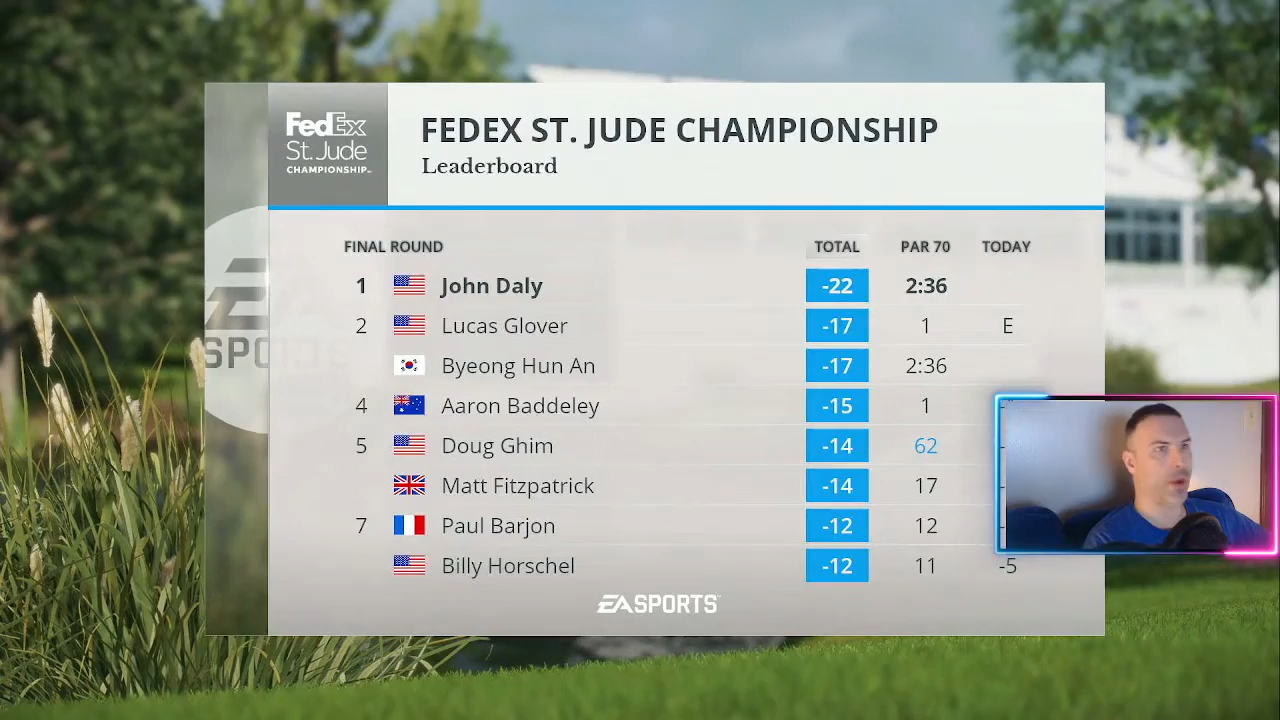 FedEx
St. Jude
CHAMPIONSHIP
FEDEX ST. JUDE CHAMPIONSHIP
Leaderboard
FINAL ROUND TOTAL PAR 70 TODAY
1 John Daly -22 2:36
2 Lucas Glover -17 1 E
Byeong Hun An -17 2:36
4 Aaron Baddeley -15 1
5 Doug Ghim -14 62
Matt Fitzpatrick -14 17
7 Paul Barjon -12 12
Billy Horschel -12 11 -5
EA SPORTS
EA
SPORTS